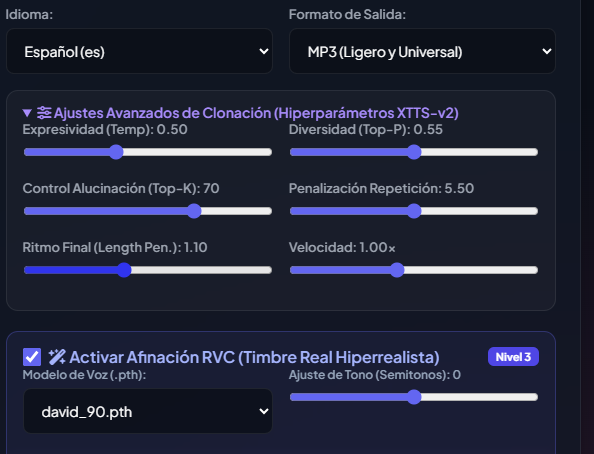 Idioma:
Formato de Salida:
Español (es)
MP3 (Ligero y Universal)
▼ Ajustes Avanzados de Clonación (Hiperparámetros XTTS-v2)
Expresividad (Temp): 0.50
Diversidad (Top-P): 0.55
Control Alucinación (Top-K): 70
Penalización Repetición: 5.50
Ritmo Final (Length Pen.): 1.10
Velocidad: 1.00×
Activar Afinación RVC (Timbre Real Hiperrealista)
Nivel 3
Modelo de Voz (.pth):
Ajuste de Tono (Semitonos): 0
david_90.pth